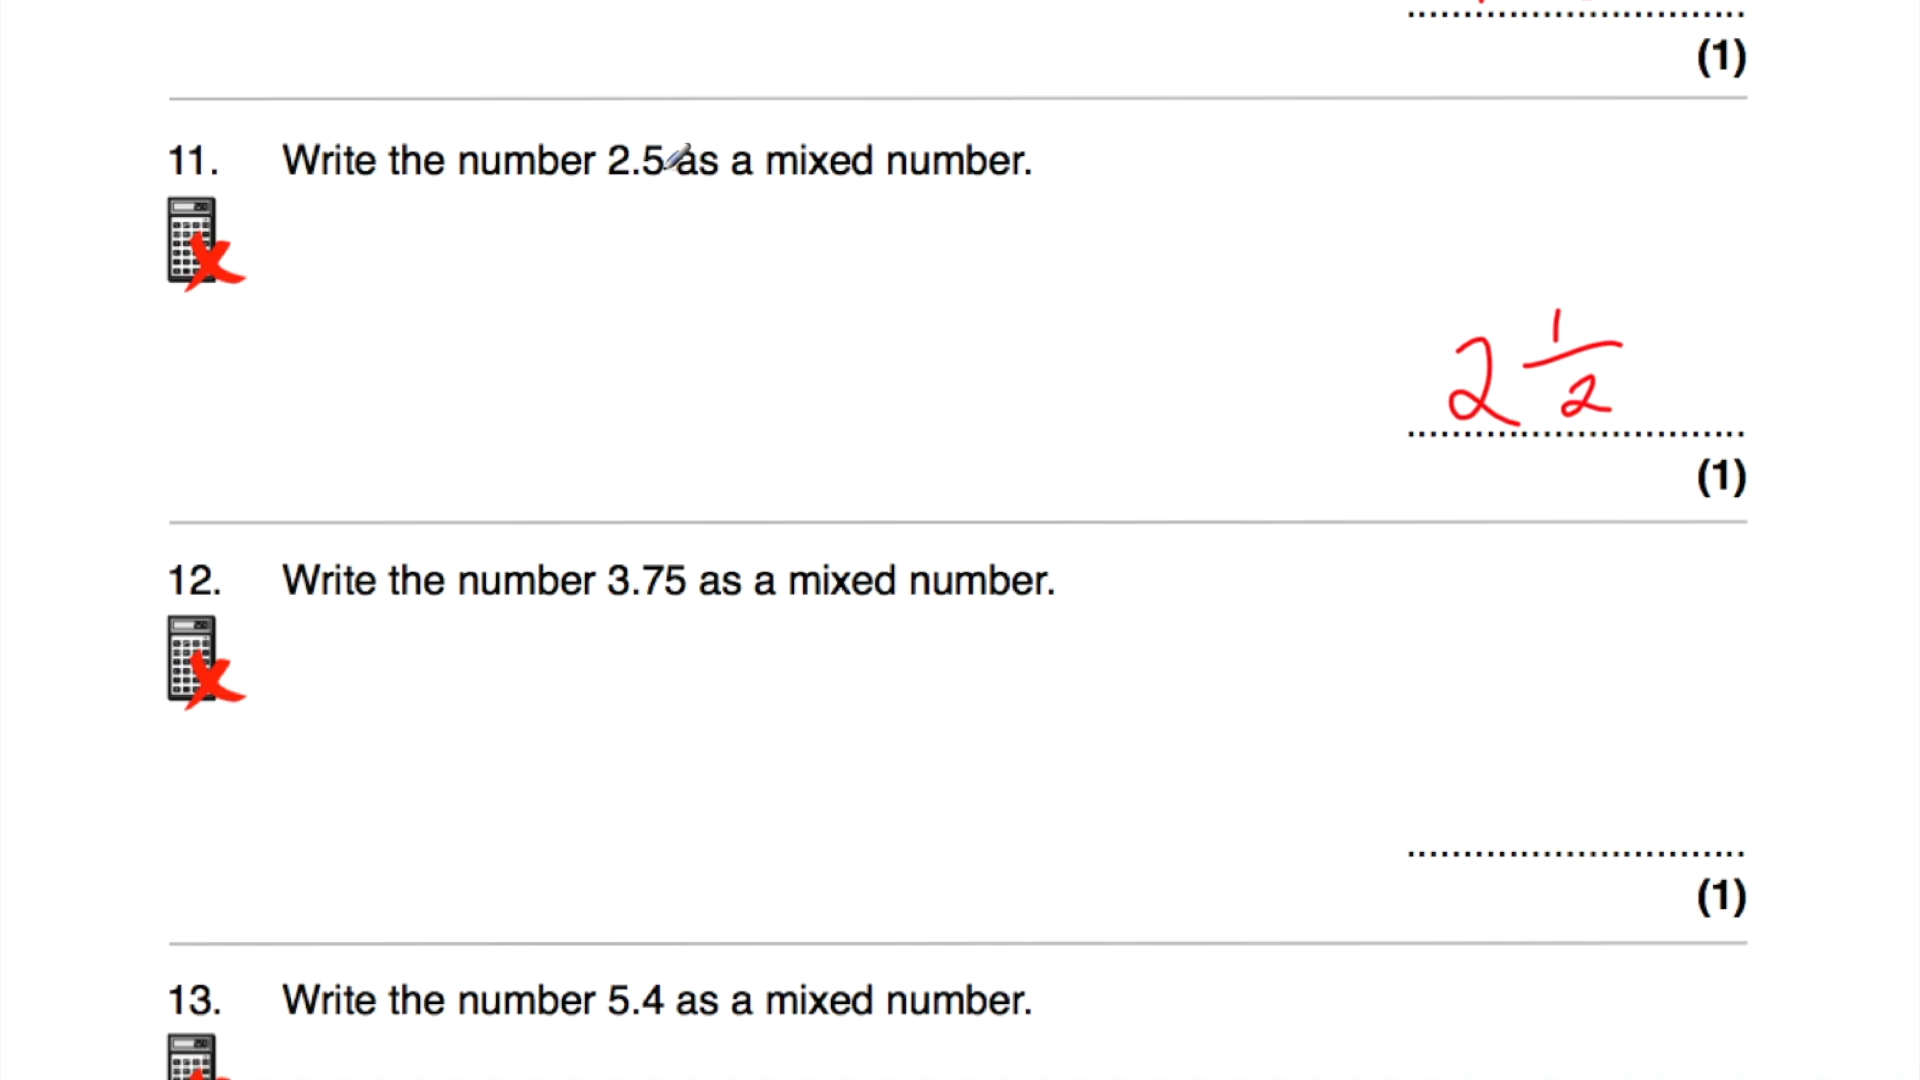 (1)
11. Write the number 2.5 as a mixed number.
2 1/2
(1)
12. Write the number 3.75 as a mixed number.
(1)
13. Write the number 5.4 as a mixed number.